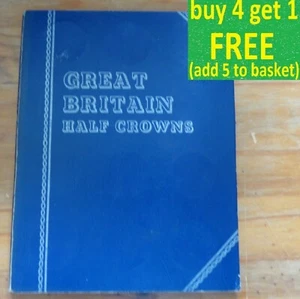 buy 4 get 1
FREE
(add 5 to basket)
GREAT
BRITAIN
HALF CROWNS